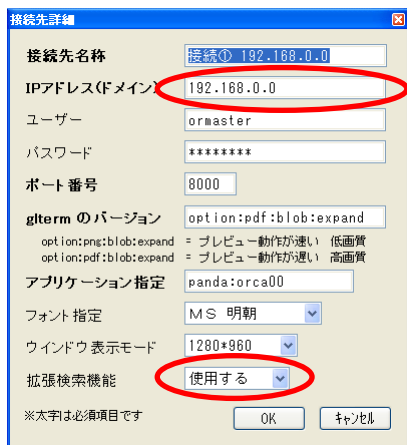 接続先詳細
接続先名称 接続① 192.168.0.0
IPアドレス(ドメイン) 192.168.0.0
ユーザー ormaster
パスワード ********
ポート番号 8000
gltermのバージョン option:pdf:blob:expand
option:png:blob:expand = プレビュー動作が速い 低画質
option:pdf:blob:expand = プレビュー動作が遅い 高画質
アプリケーション指定 panda:orca00
フォント指定 MS 明朝
ウインドウ表示モード 1280*960
拡張検索機能 使用する
※太字は必須項目です OK キャンセル